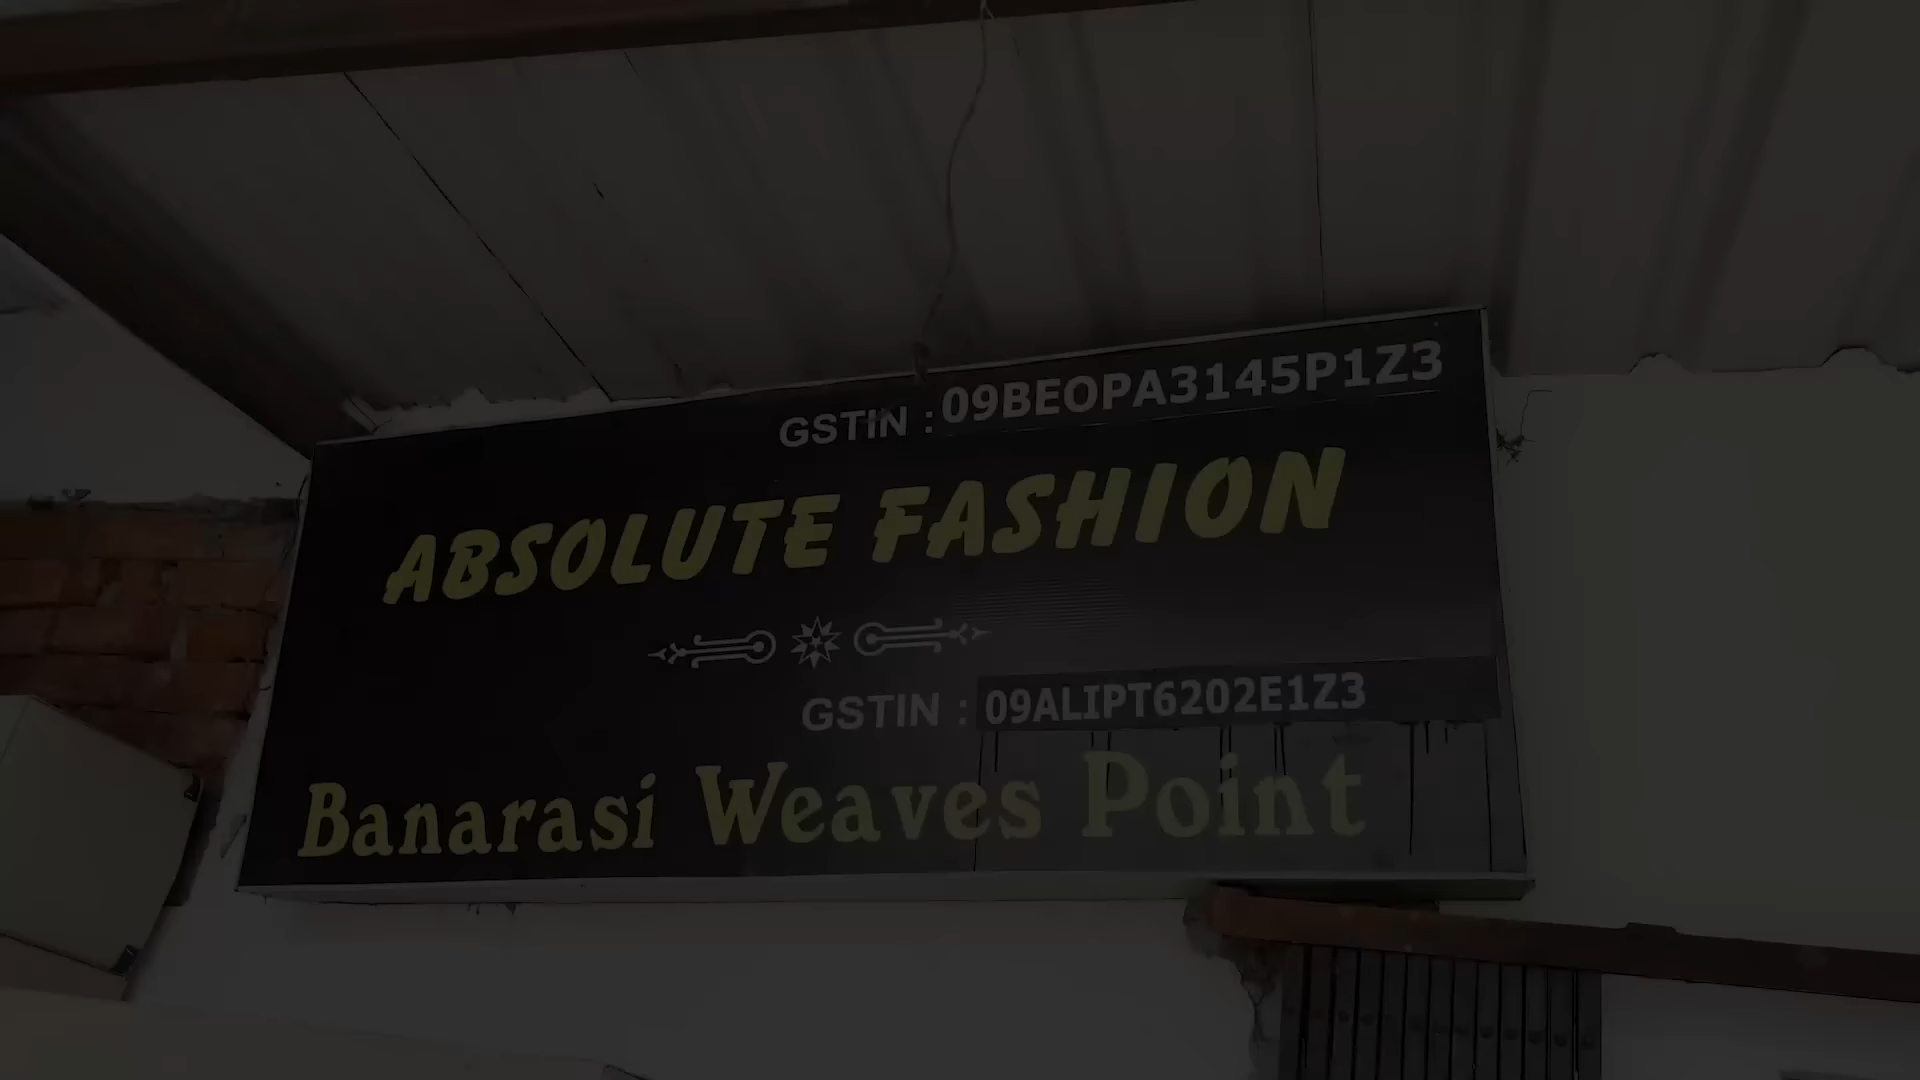 GSTIN : 09BEOPA3145P1Z3
ABSOLUTE FASHION
GSTIN : 09ALIPT6202E1Z3
Banarasi Weaves Point